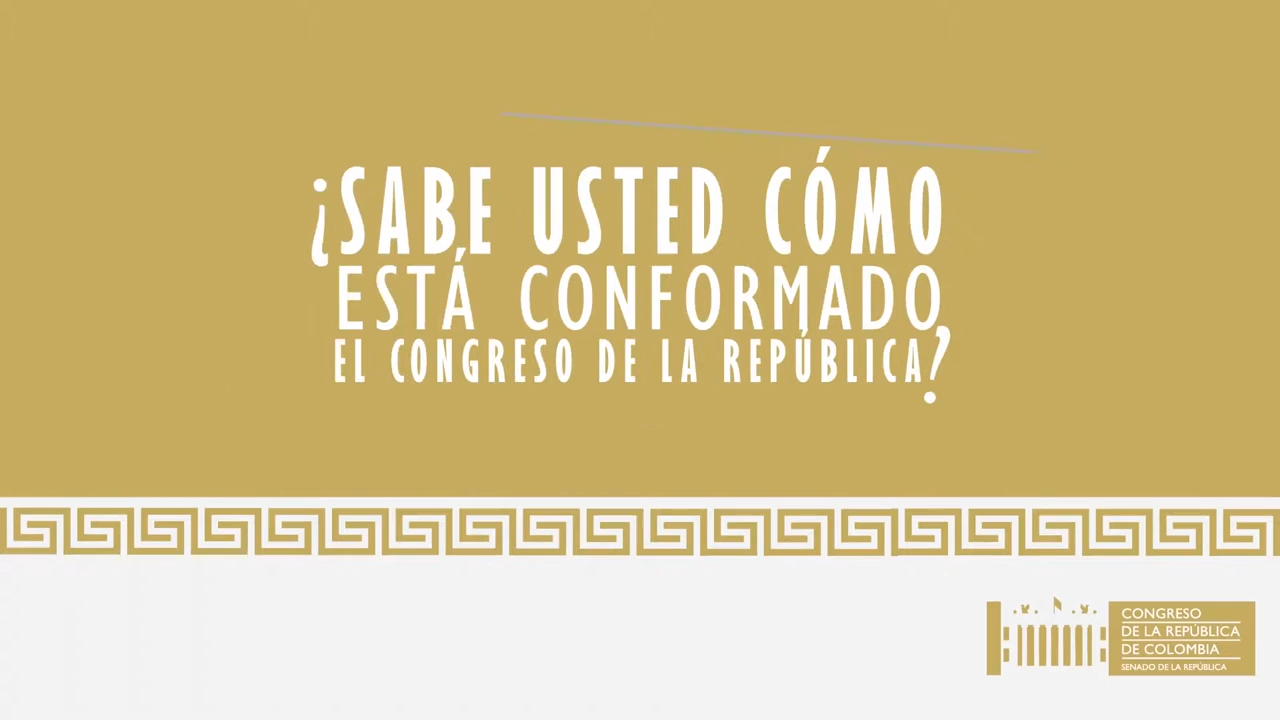 ¿SABE USTED CÓMO
ESTÁ CONFORMADO
EL CONGRESO DE LA REPÚBLICA?
CONGRESO
DE LA REPÚBLICA
DE COLOMBIA
SENADO DE LA REPÚBLICA